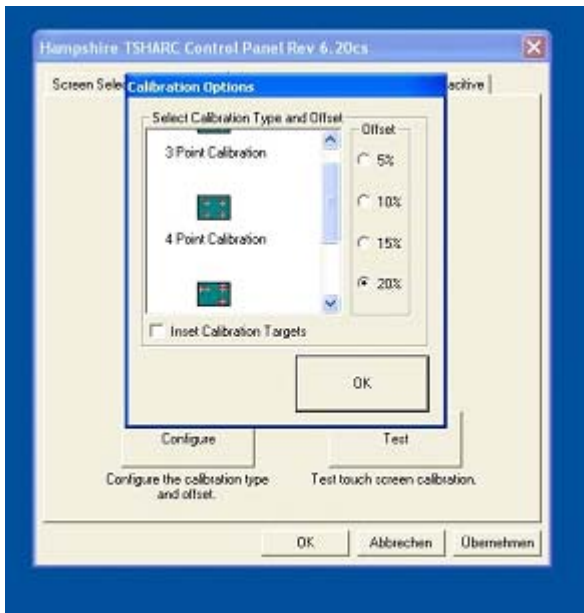 Hampshire TSHARC Control Panel Rev 6.20cs
Screen Selec
acitive
Calibration Options
Select Calibration Type and Offset
3 Point Calibration
4 Point Calibration
Offset
5%
10%
15%
20%
Inset Calibration Targets
OK
Configure
Test
Configure the calibration type
and offset.
Test touch screen calibration.
OK
Abbrechen
Übernehmen